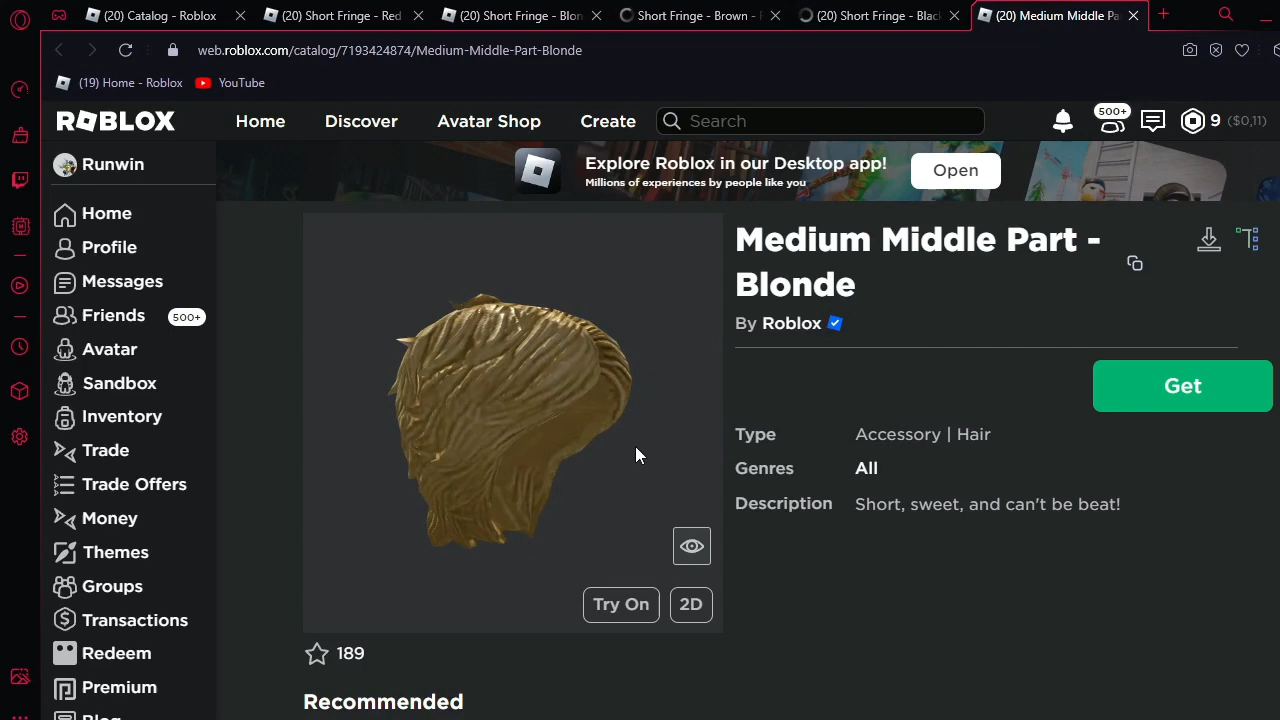 (20) Catalog - Roblox
(20) Short Fringe - Red
(20) Short Fringe - Blon
Short Fringe - Brown - R
(20) Short Fringe - Blac
(20) Medium Middle Pa
web.roblox.com/catalog/7193424874/Medium-Middle-Part-Blonde
(19) Home - Roblox
YouTube
ROBLOX
Home
Discover
Avatar Shop
Create
Search
500+
9
($0,11)
Runwin
Explore Roblox in our Desktop app!
Millions of experiences by people like you
Open
Home
Profile
Messages
Friends
500+
Avatar
Sandbox
Inventory
Trade
Trade Offers
Money
Themes
Groups
Transactions
Redeem
Premium
Blog
Medium Middle Part -
Blonde
By Roblox
Get
Type
Accessory | Hair
Genres
All
Description
Short, sweet, and can't be beat!
Try On
2D
189
Recommended